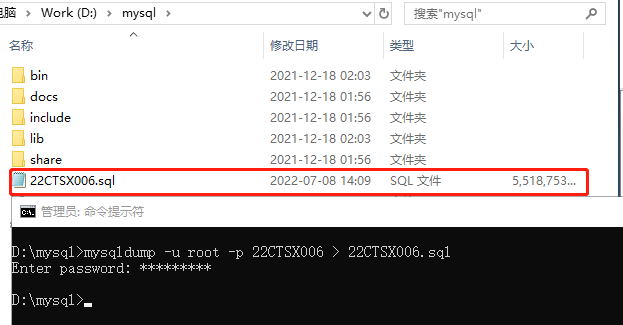 电脑 › Work (D:) › mysql ›
搜索"mysql"
名称 修改日期 类型 大小
bin 2021-12-18 02:03 文件夹
docs 2021-12-18 01:56 文件夹
include 2021-12-18 01:56 文件夹
lib 2021-12-18 02:03 文件夹
share 2021-12-18 01:56 文件夹
22CTSX006.sql 2022-07-08 14:09 SQL 文件 5,518,753...
管理员: 命令提示符
D:\mysql>mysqldump -u root -p 22CTSX006 > 22CTSX006.sql
Enter password: *********
D:\mysql>